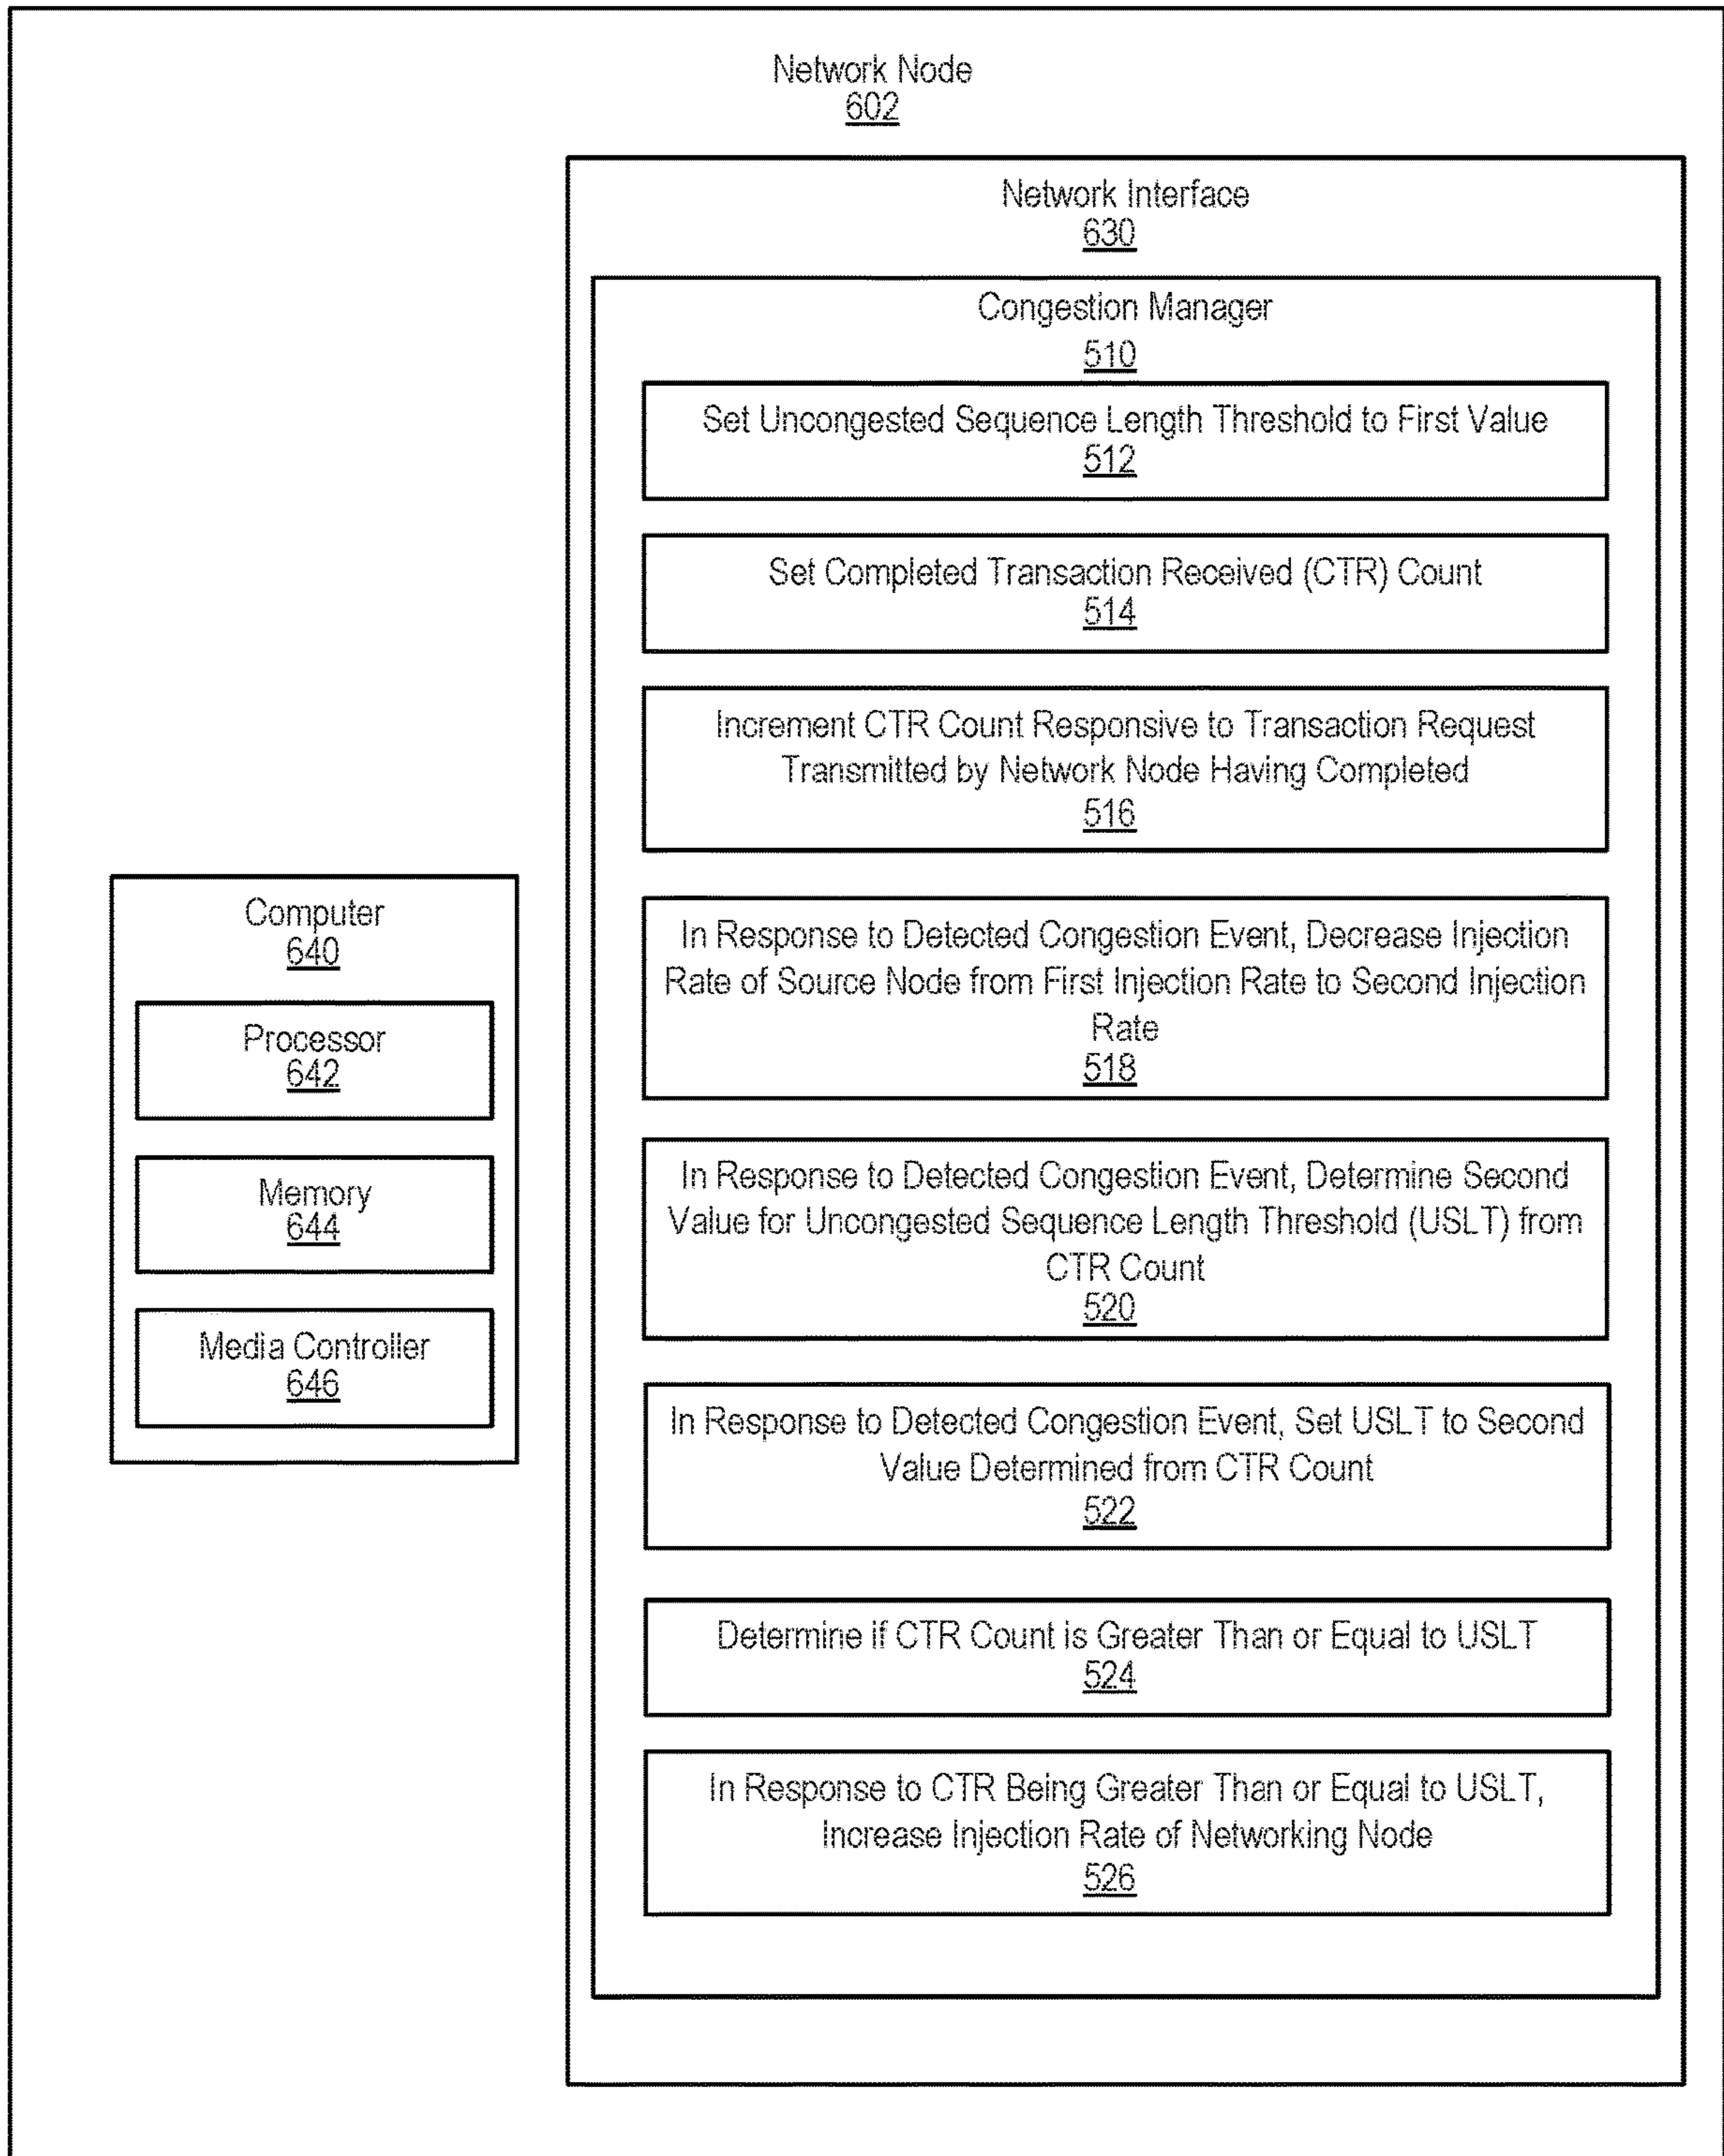 Network Node
602
Network Interface
630
Congestion Manager
510
Set Uncongested Sequence Length Threshold to First Value
512
Set Completed Transaction Received (CTR) Count
514
Increment CTR Count Responsive to Transaction Request
Transmitted by Network Node Having Completed
516
In Response to Detected Congestion Event, Decrease Injection
Rate of Source Node from First Injection Rate to Second Injection
Rate
518
In Response to Detected Congestion Event, Determine Second
Value for Uncongested Sequence Length Threshold (USLT) from
CTR Count
520
In Response to Detected Congestion Event, Set USLT to Second
Value Determined from CTR Count
522
Determine if CTR Count is Greater Than or Equal to USLT
524
In Response to CTR Being Greater Than or Equal to USLT,
Increase Injection Rate of Networking Node
526
Computer
640
Processor
642
Memory
644
Media Controller
646